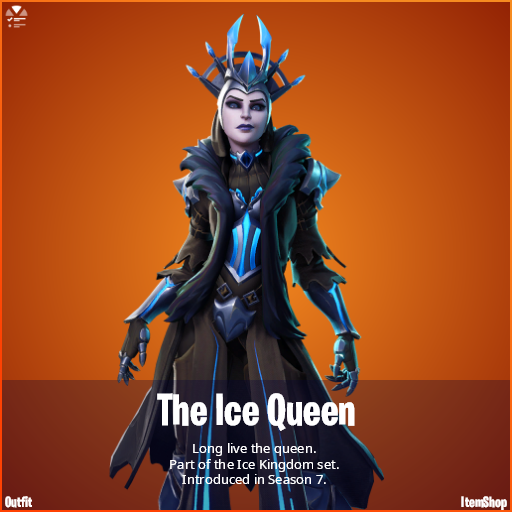 The Ice Queen
Long live the queen.
Part of the Ice Kingdom set.
Introduced in Season 7.
Outfit
ItemShop